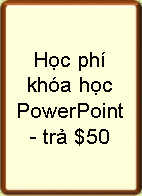 Học phí
khóa học
PowerPoint
- trả $50